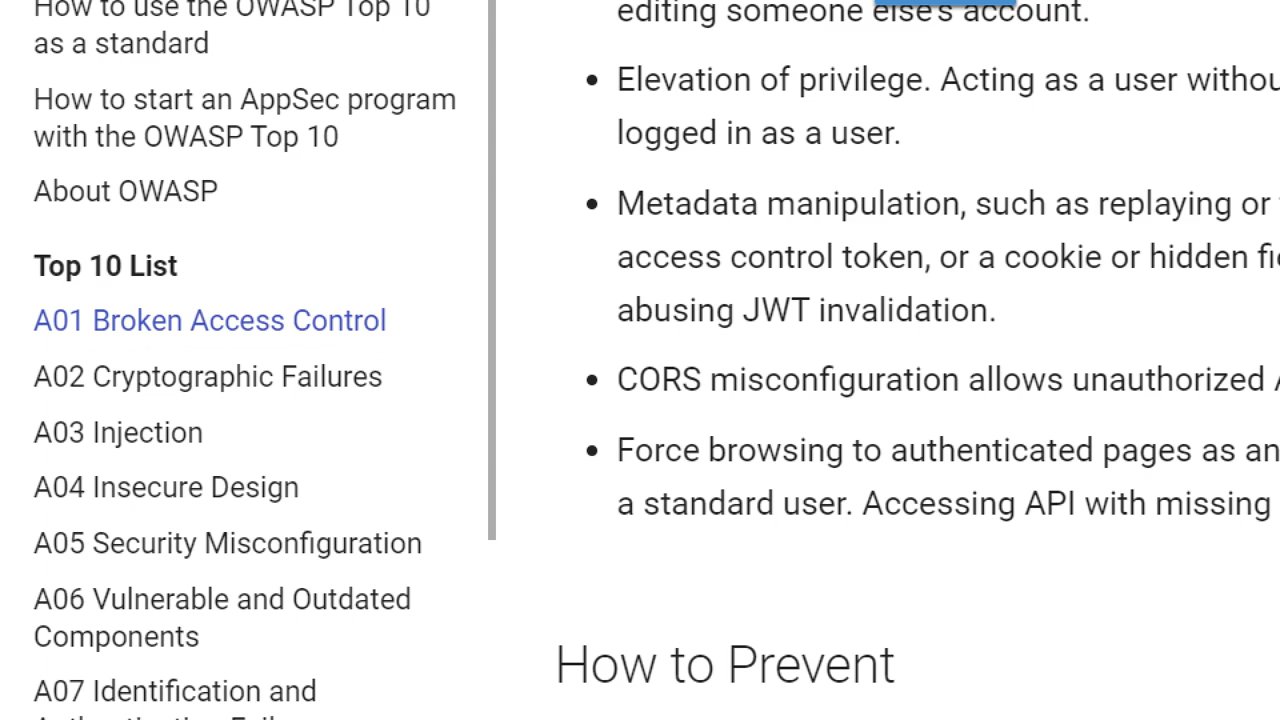 How to use the OWASP Top 10
as a standard
How to start an AppSec program
with the OWASP Top 10
About OWASP
Top 10 List
A01 Broken Access Control
A02 Cryptographic Failures
A03 Injection
A04 Insecure Design
A05 Security Misconfiguration
A06 Vulnerable and Outdated
Components
A07 Identification and
editing someone else's account.
Elevation of privilege. Acting as a user
logged in as a user.
Metadata manipulation, such as replaying or
access control token, or a cookie or hidden
abusing JWT invalidation.
CORS misconfiguration allows unauthorized
Force browsing to authenticated pages as an
a standard user. Accessing API with missing
How to Prevent